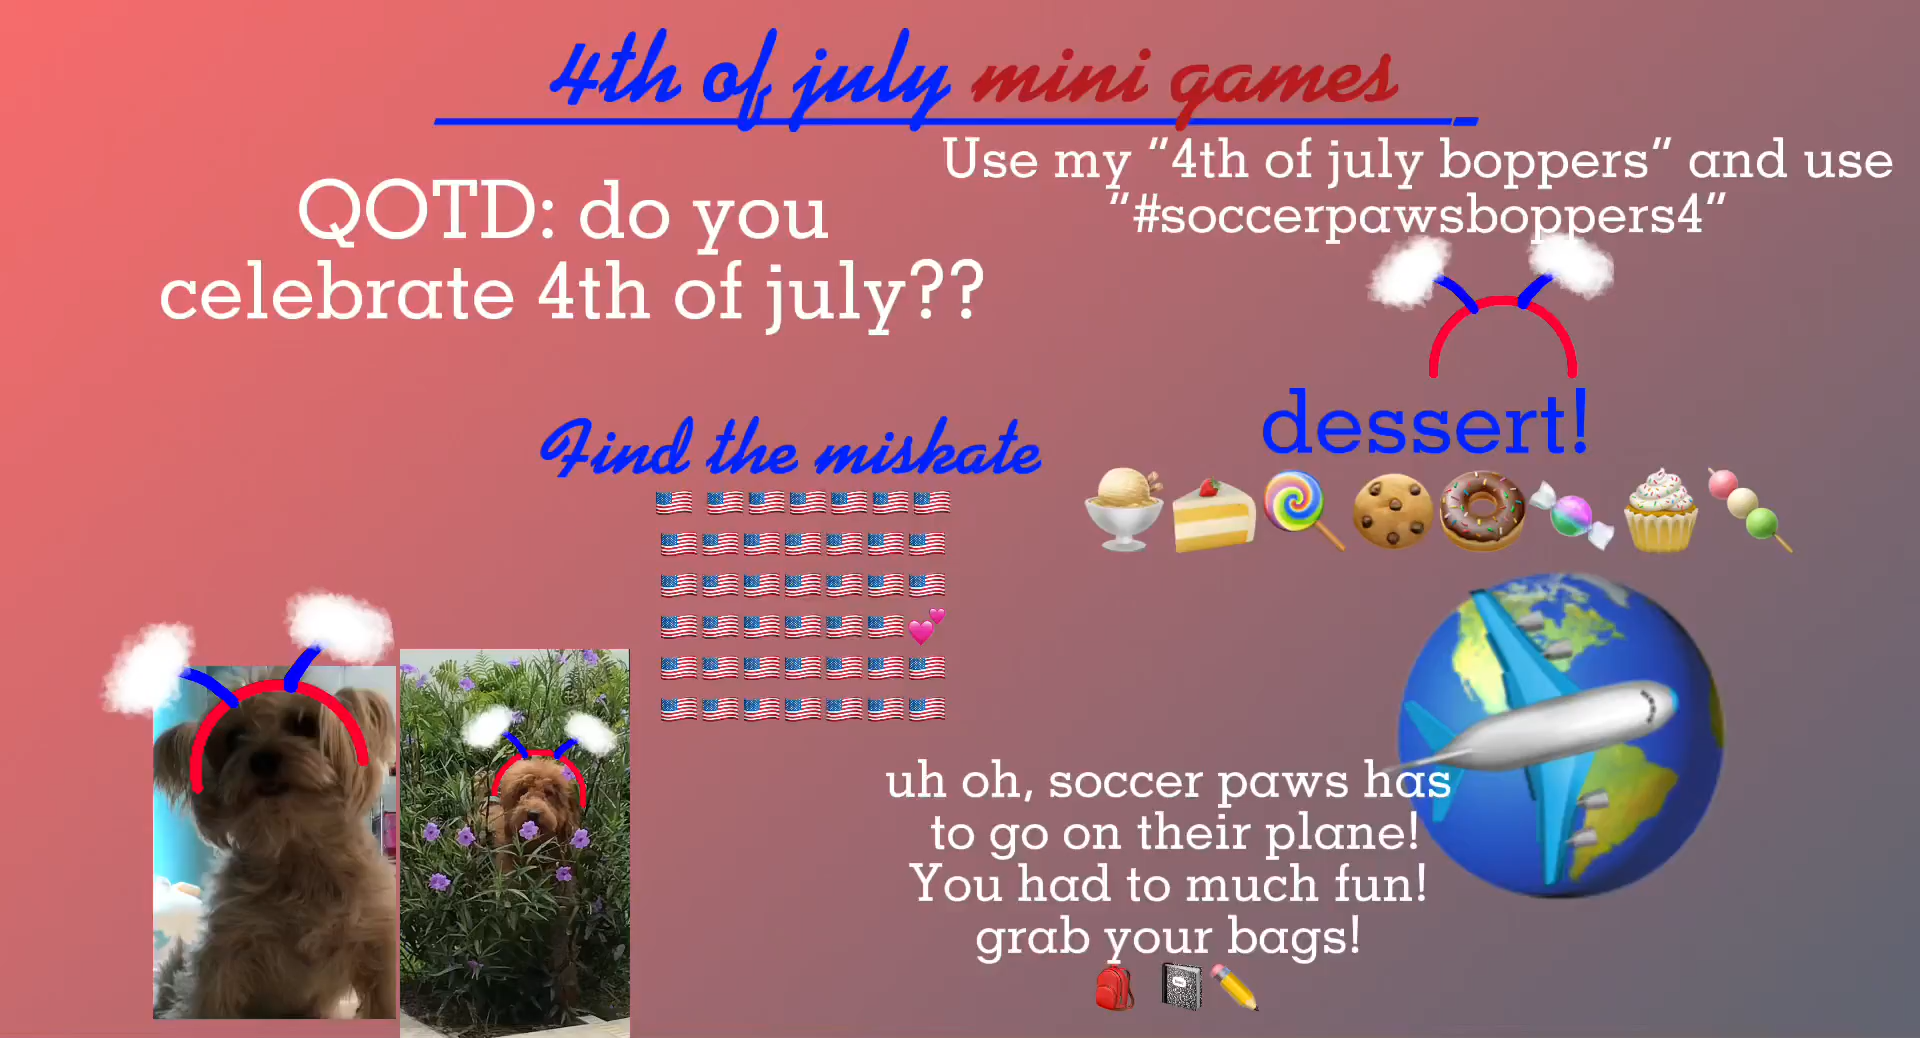 4th of july mini games
QOTD: do you
celebrate 4th of july??
Use my "4th of july boppers" and use
"#soccerpawsboppers4"
Find the miskate
dessert!
uh oh, soccer paws has
to go on their plane!
You had to much fun!
grab your bags!